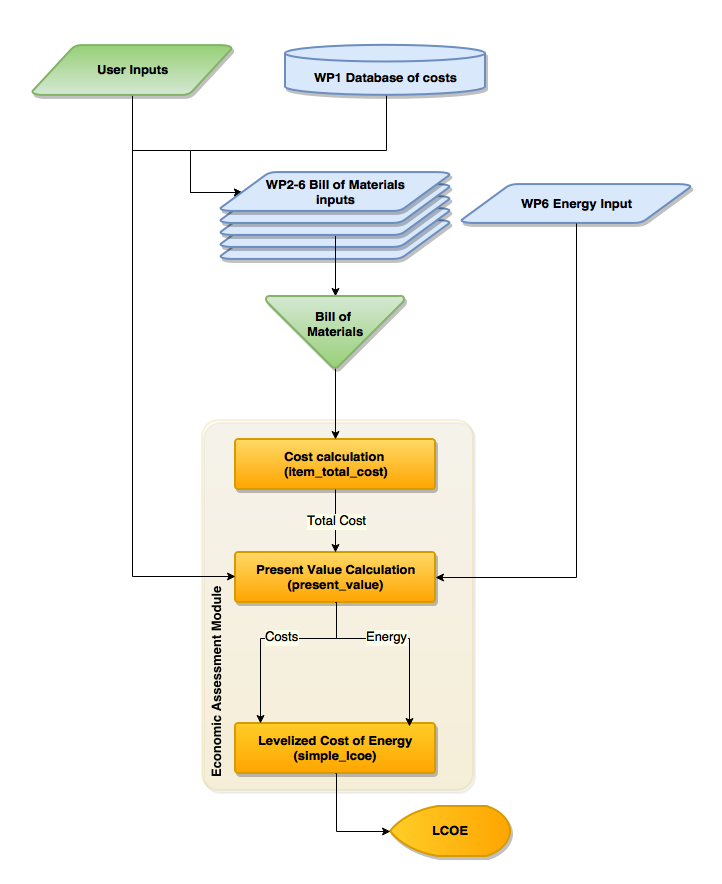 User Inputs
WP1 Database of costs
WP2-6 Bill of Materials
inputs
WP6 Energy Input
Bill of
Materials
Cost calculation
(item_total_cost)
Total Cost
Present Value Calculation
(present_value)
Costs
Energy
Economic Assessment Module
Levelized Cost of Energy
(simple_lcoe)
LCOE